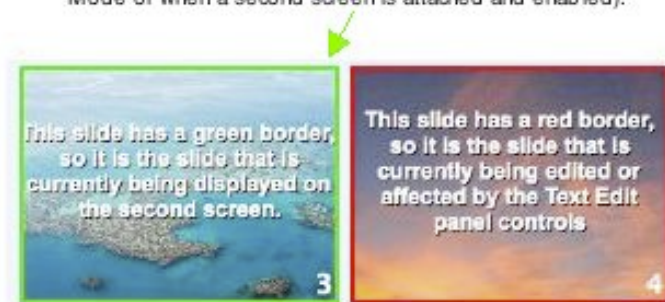 Mode or when a second screen is attached and enabled).
This slide has a green border,
so it is the slide that is
currently being displayed on
the second screen.
3
This slide has a red border,
so it is the slide that is
currently being edited or
affected by the Text Edit
panel controls
4